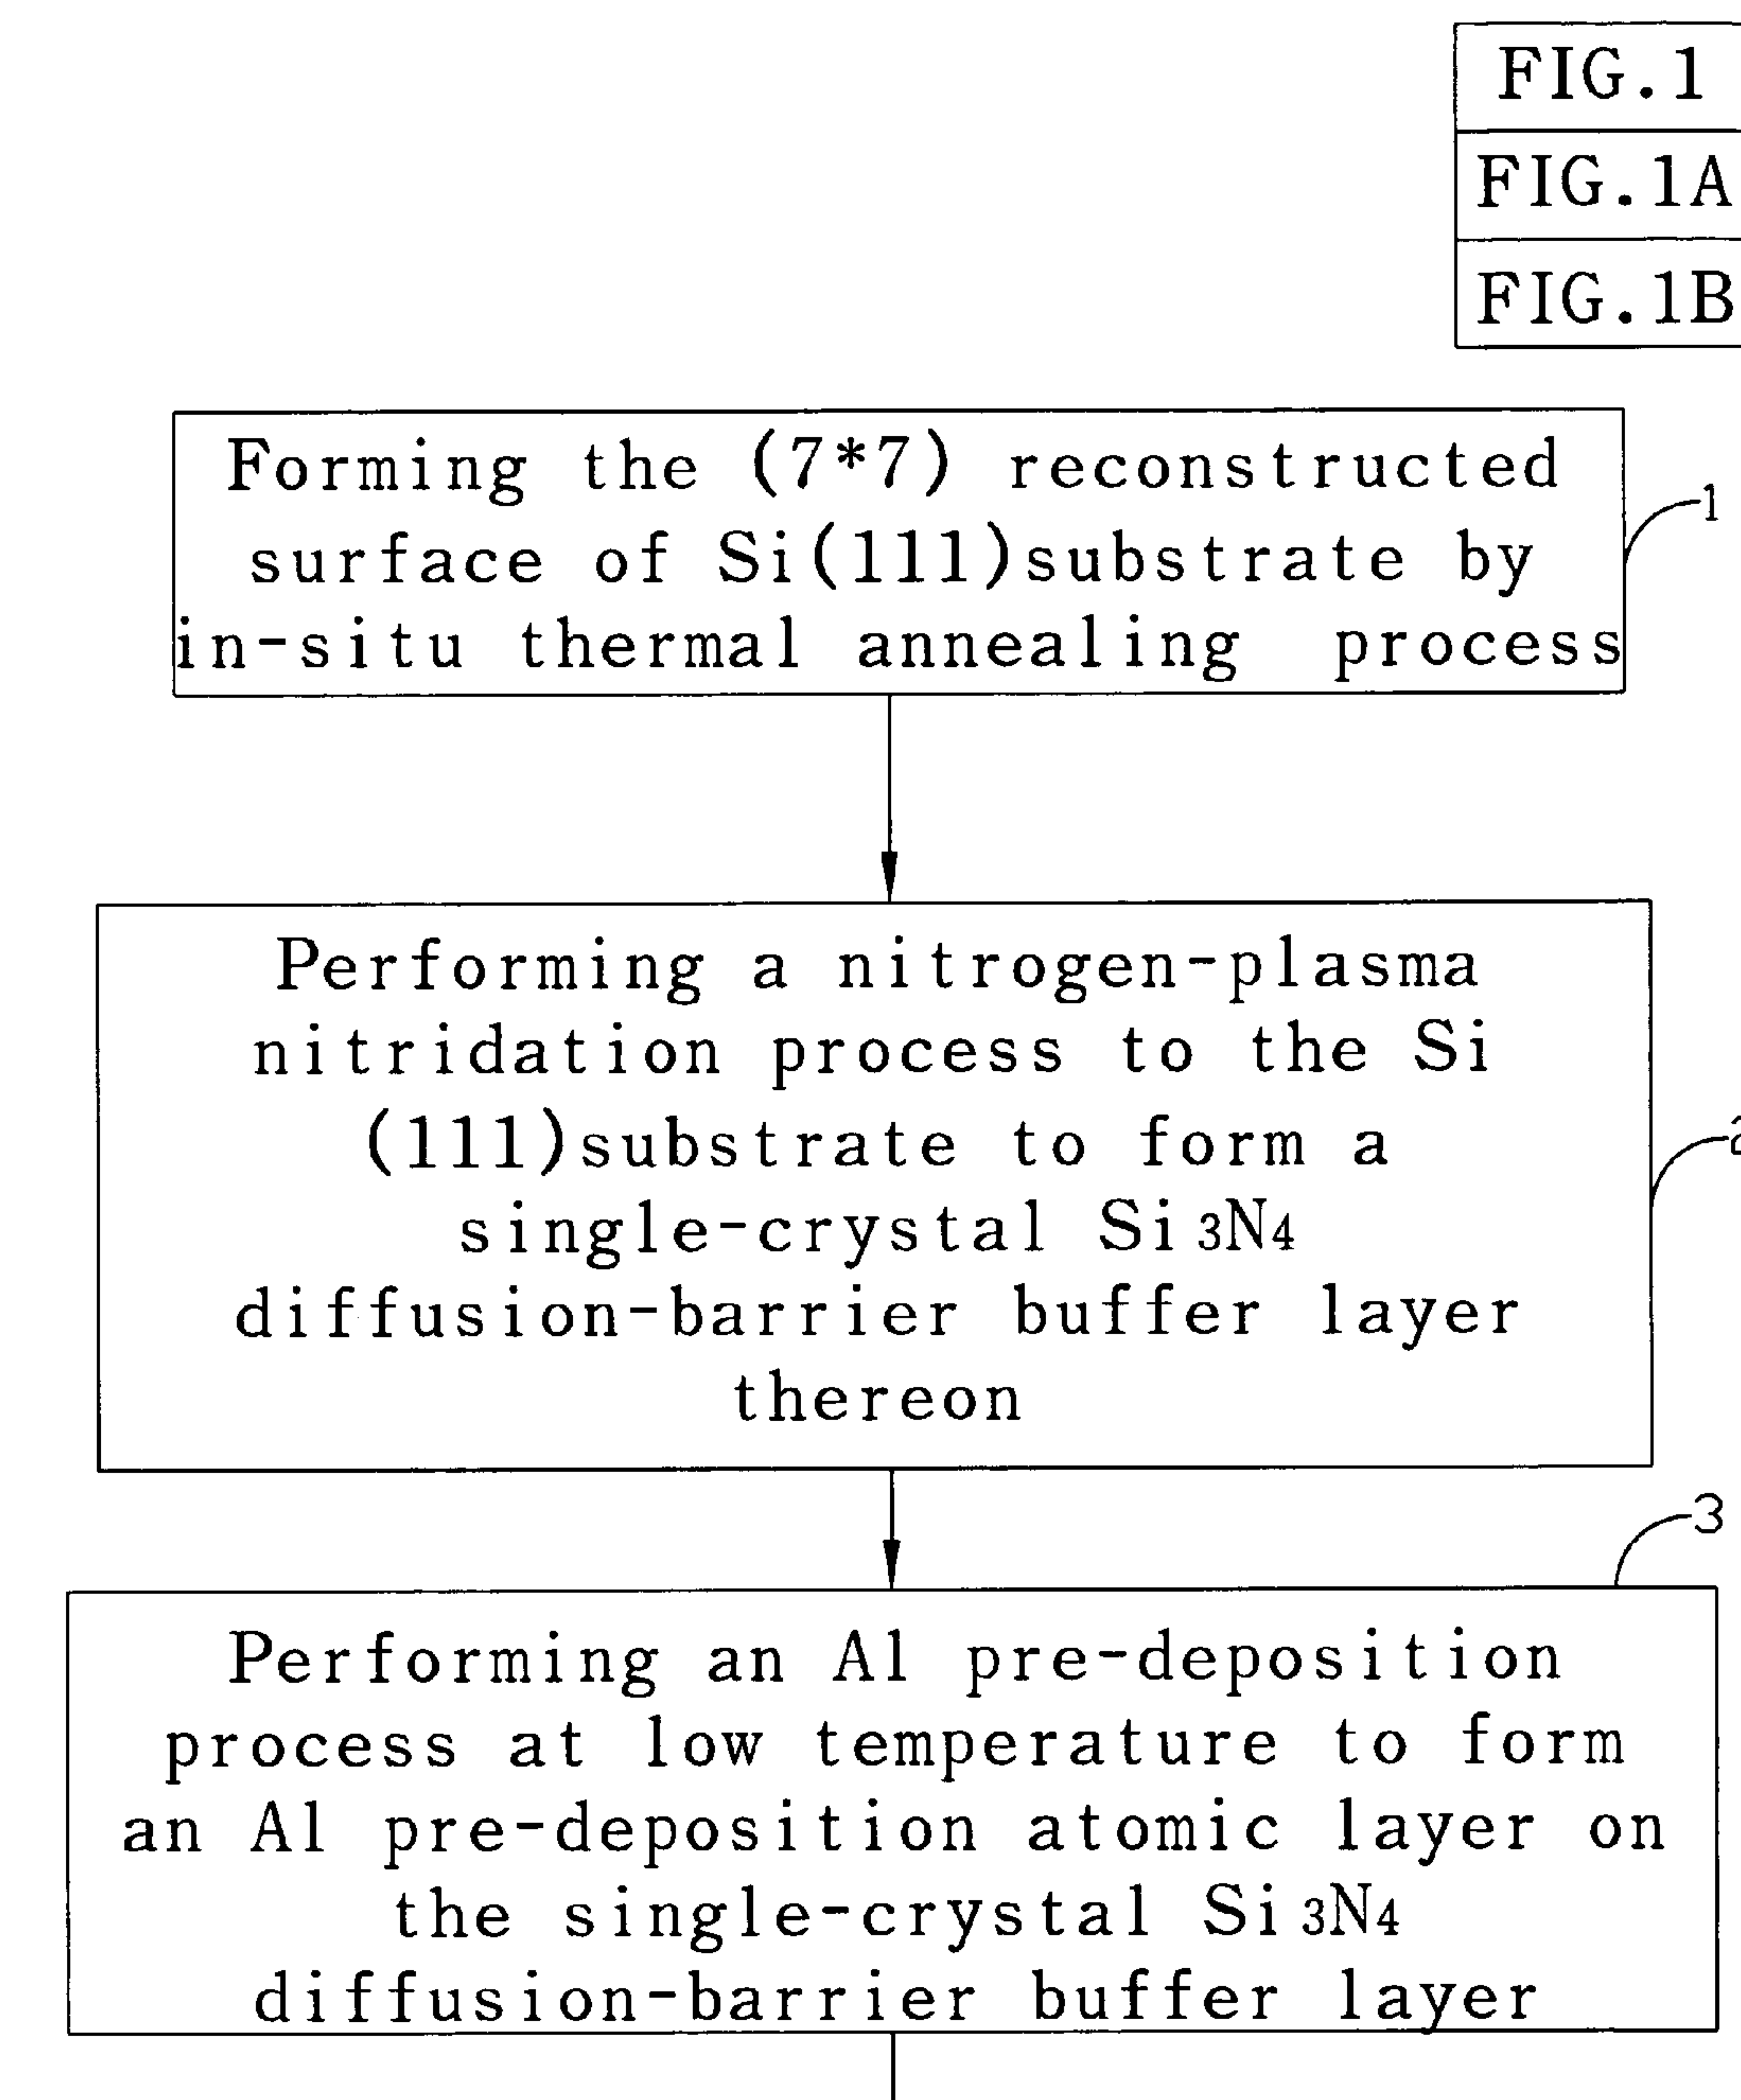 FIG.1
FIG.1A
FIG.1B
Forming the (7*7) reconstructed
surface of Si(111)substrate by
in-situ thermal annealing process
1
Performing a nitrogen-plasma
nitridation process to the Si
(111)substrate to form a
single-crystal Si3N4
diffusion-barrier buffer layer
thereon
2
3
Performing an Al pre-deposition
process at low temperature to form
an Al pre-deposition atomic layer on
the single-crystal Si3N4
diffusion-barrier buffer layer